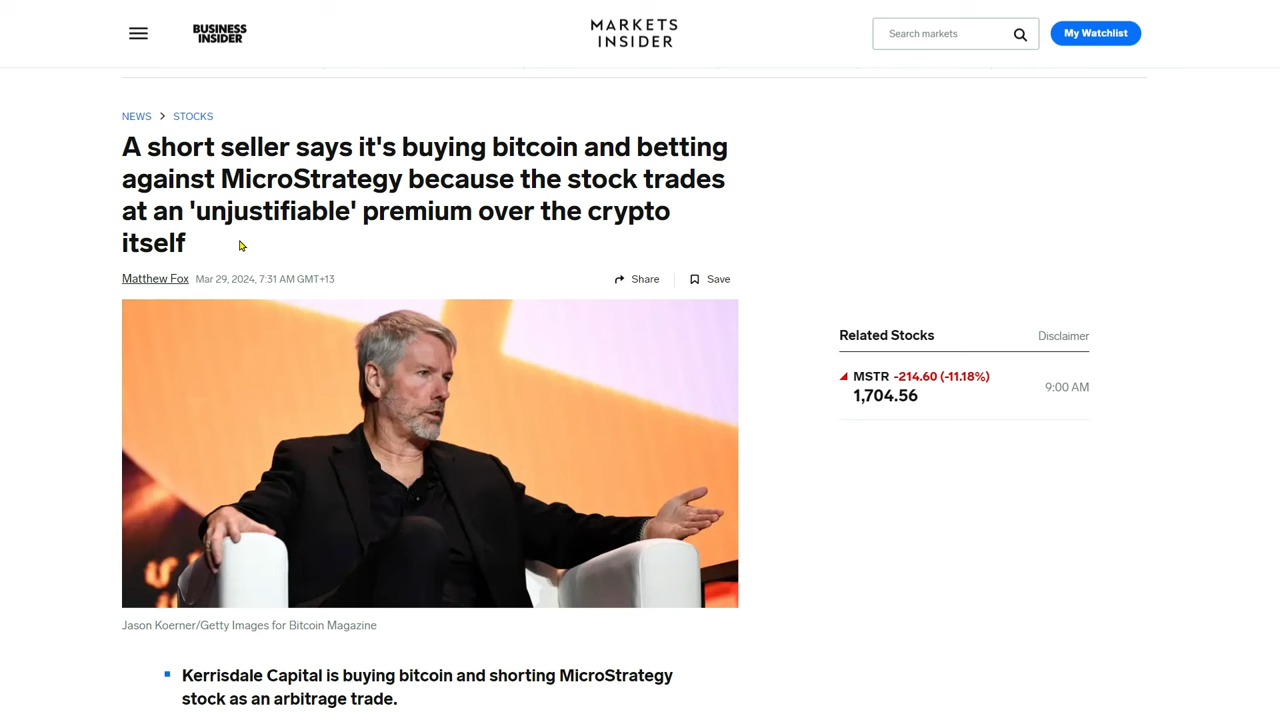 BUSINESS
INSIDER
MARKETS
INSIDER
Search markets
My Watchlist
NEWS > STOCKS
A short seller says it's buying bitcoin and betting
against MicroStrategy because the stock trades
at an 'unjustifiable' premium over the crypto
itself
Matthew Fox Mar 29, 2024, 7:31 AM GMT+13
Share
Save
Related Stocks
Disclaimer
MSTR -214.60 (-11.18%)
1,704.56
9:00 AM
Jason Koerner/Getty Images for Bitcoin Magazine
Kerrisdale Capital is buying bitcoin and shorting MicroStrategy
stock as an arbitrage trade.